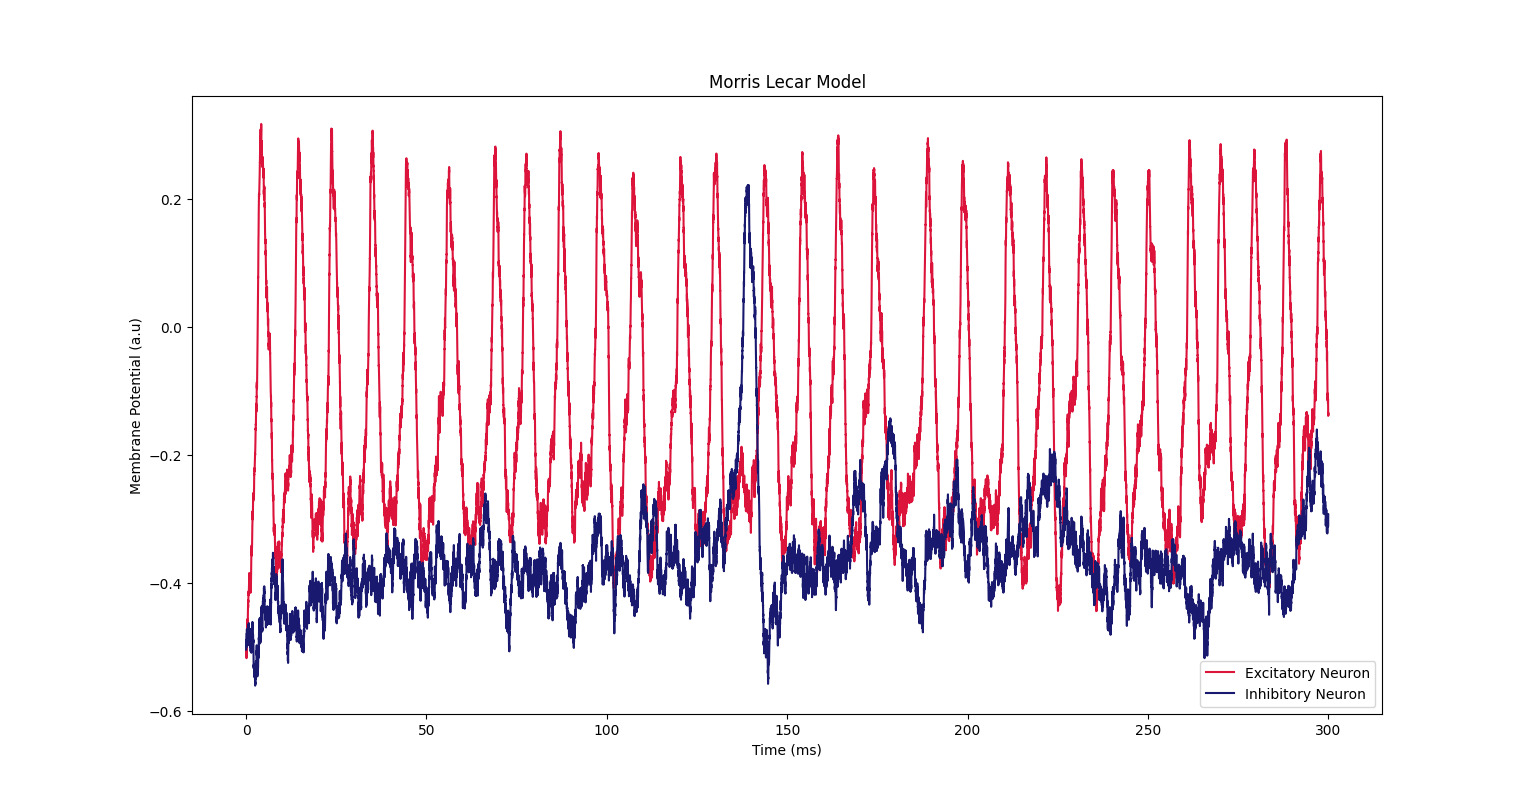 Morris Lecar Model
Membrane Potential (a.u)
0.2
0.0
−0.2
−0.4
−0.6
0
50
100
150
200
250
300
Time (ms)
Excitatory Neuron
Inhibitory Neuron